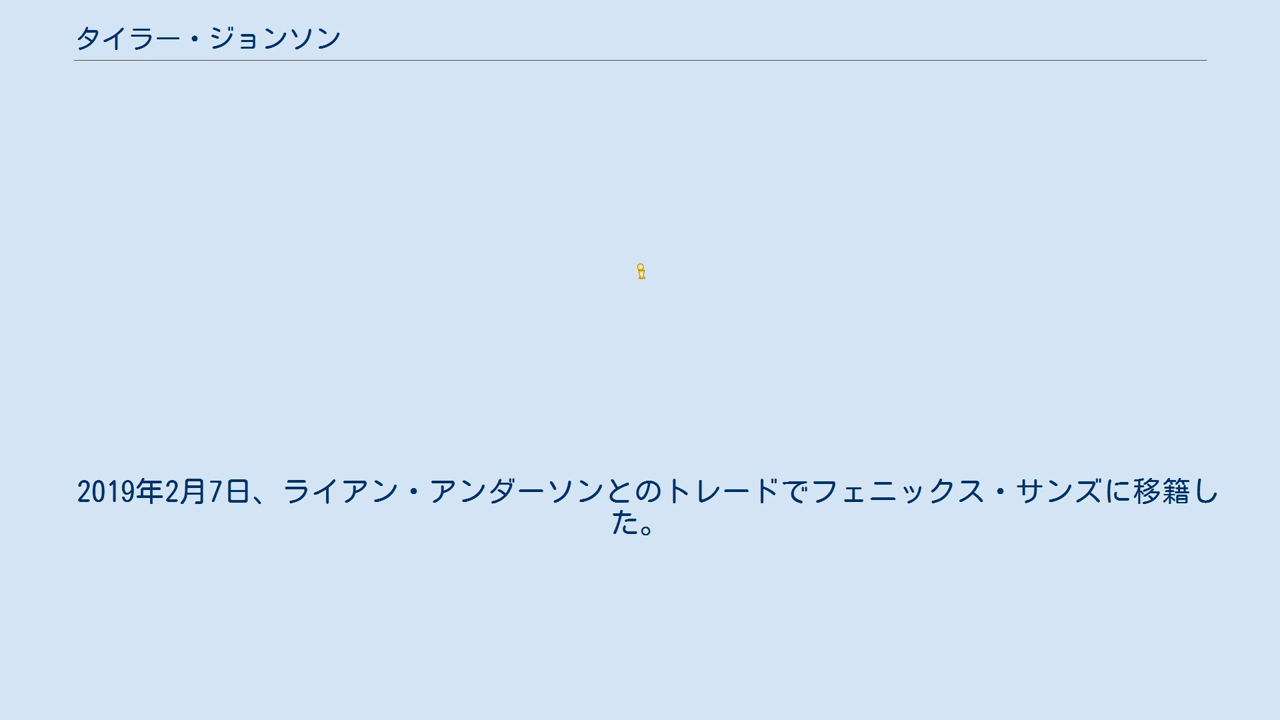 タイラー・ジョンソン
2019年2月7日、ライアン・アンダーソンとのトレードでフェニックス・サンズに移籍し
た。